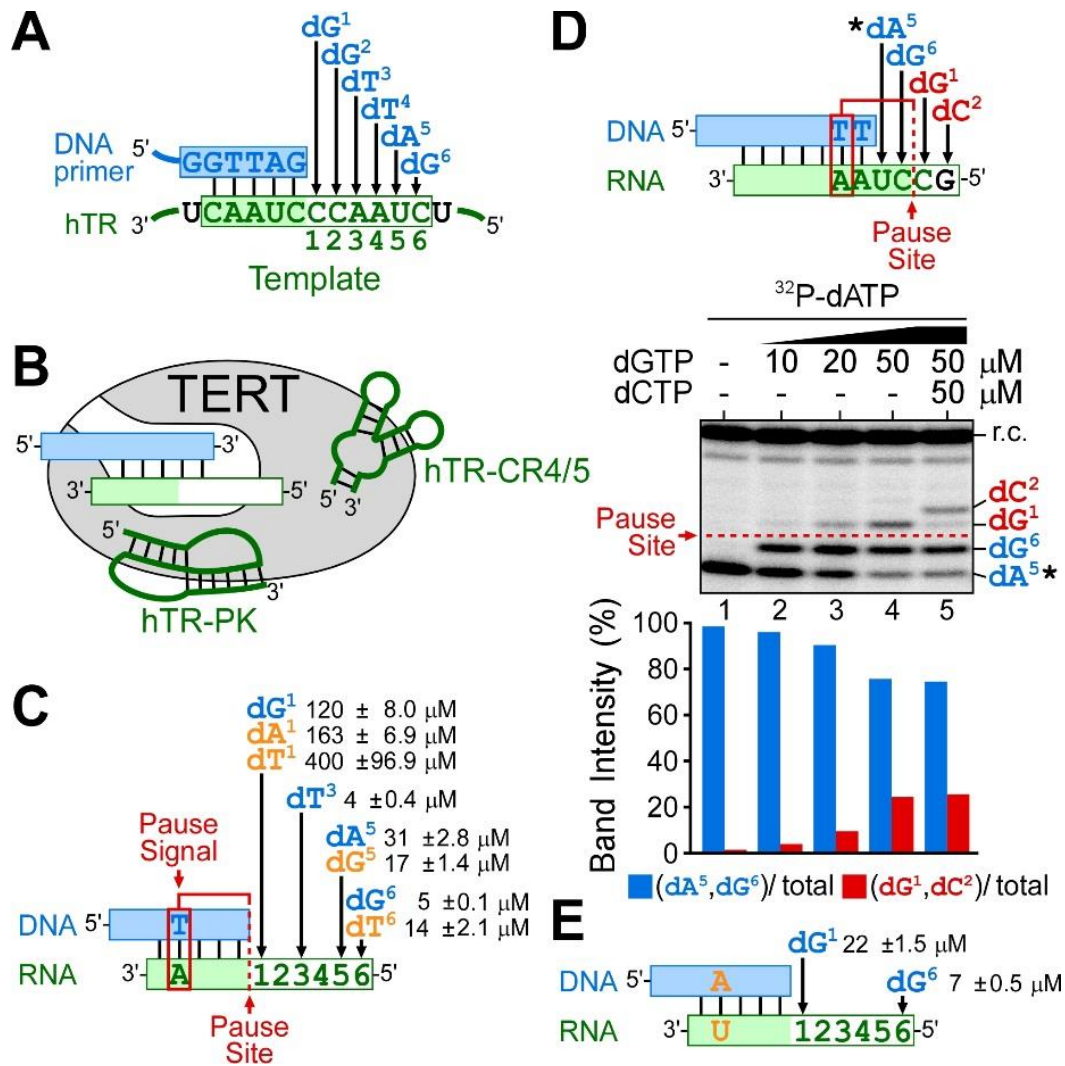 A
dG¹
dG²
dT³
dT⁴
dA⁵
dG⁶
DNA primer
5'
GGTTAG
hTR
3'
UCAAUCCCAAUCU
5'
123456
Template
B
TERT
5'
-3'
3'
-5'
hTR-CR4/5
5' 3'
5'
3'
hTR-PK
C
dG¹ 120 ± 8.0 μM
dA¹ 163 ± 6.9 μM
dT¹ 400 ±96.9 μM
dT³ 4 ±0.4 μM
dA⁵ 31 ±2.8 μM
dG⁵ 17 ±1.4 μM
dG⁶ 5 ±0.1 μM
dT⁶ 14 ±2.1 μM
Pause
Signal
DNA 5'- T
RNA 3'- A 123456 -5'
Pause
Site
D
*dA⁵
dG⁶
dG¹
dC²
DNA 5'- TT
RNA 3'- AAUCCG -5'
Pause
Site
³²P-dATP
dGTP - 10 20 50 50 μM
dCTP - - - - 50 μM
r.c.
dC²
dG¹
Pause
Site
dG⁶
dA⁵*
1 2 3 4 5
Band Intensity (%)
100
80
60
40
20
0
(dA⁵,dG⁶)/ total (dG¹,dC²)/ total
E
dG¹ 22 ±1.5 μM
dG⁶ 7 ±0.5 μM
DNA 5'- A
RNA 3'- U 123456 -5'